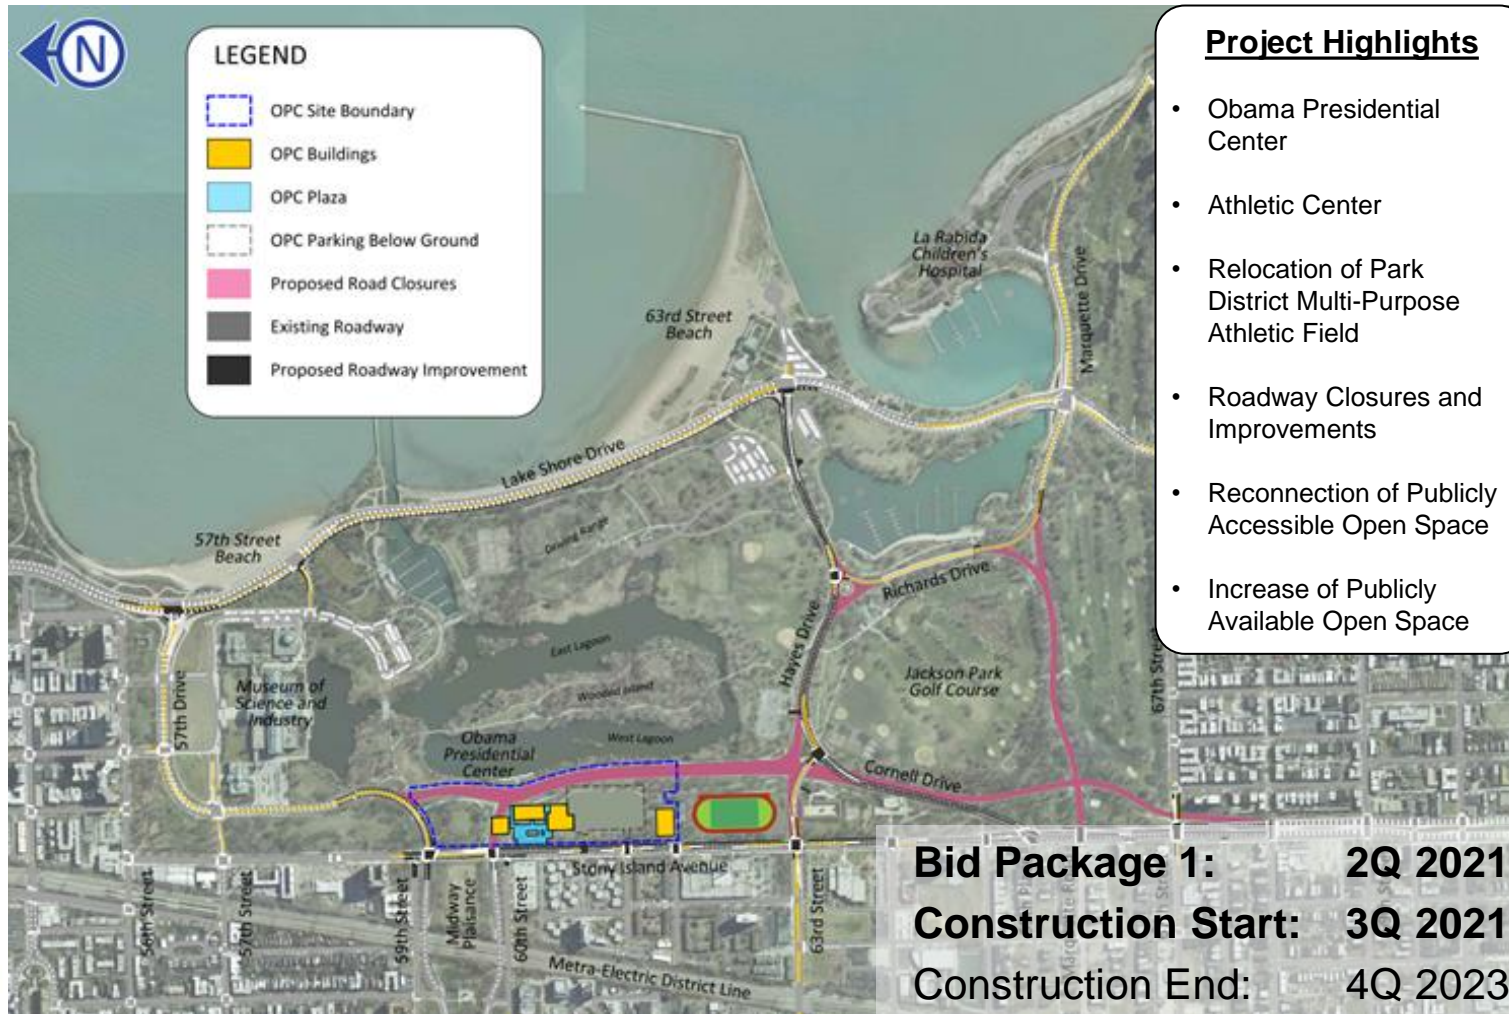 N
LEGEND
OPC Site Boundary
OPC Buildings
OPC Plaza
OPC Parking Below Ground
Proposed Road Closures
Existing Roadway
Proposed Roadway Improvement
Project Highlights
• Obama Presidential
Center
• Athletic Center
• Relocation of Park
District Multi-Purpose
Athletic Field
• Roadway Closures and
Improvements
• Reconnection of Publicly
Accessible Open Space
• Increase of Publicly
Available Open Space
La Rabida
Children's
Hospital
63rd Street
Beach
Marquette Drive
Lake Shore Drive
57th Street
Beach
Driving Range
Richards Drive
Hayes Drive
East Lagoon
Wooded Island
West Lagoon
Jackson Park
Golf Course
67th Street
57th Drive
Museum of
Science and
Industry
Obama
Presidential
Center
Cornell Drive
Stony Island Avenue
56th Street
57th Street
59th Street
Midway
Plaisance
60th Street
63rd Street
Metra-Electric District Line
Bid Package 1: 2Q 2021
Construction Start: 3Q 2021
Construction End: 4Q 2023